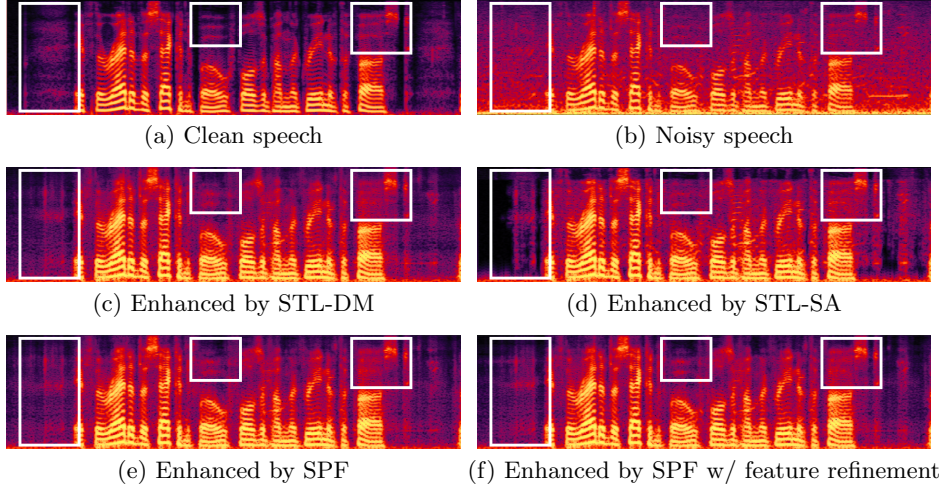 (a) Clean speech
(b) Noisy speech
(c) Enhanced by STL-DM
(d) Enhanced by STL-SA
(e) Enhanced by SPF
(f) Enhanced by SPF w/ feature refinement